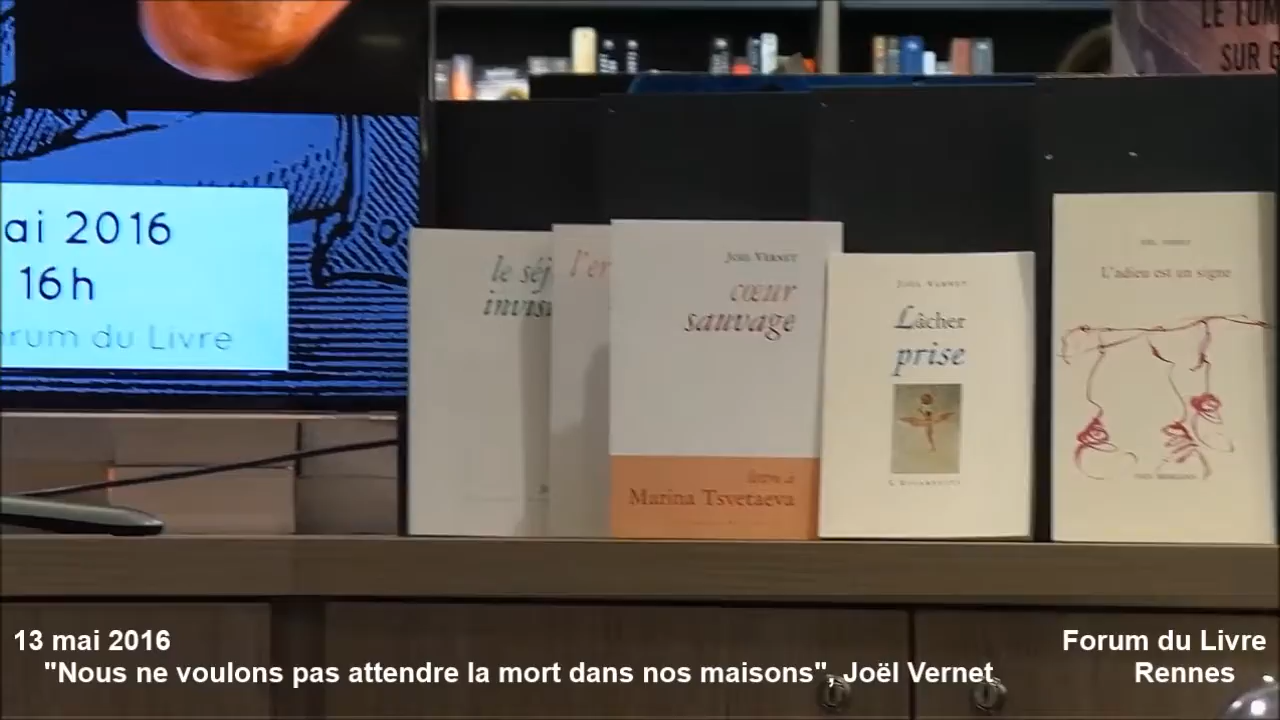 LE TOM
SUR G
ai 2016
16h
orum du Livre
le séj
invis
l'er
Joël Vernet
cœur
sauvage
lettre à
Marina Tsvetaeva
Joël Vernet
Lâcher
prise
L'adieu est un signe
13 mai 2016
Forum du Livre
"Nous ne voulons pas attendre la mort dans nos maisons", Joël Vernet
Rennes